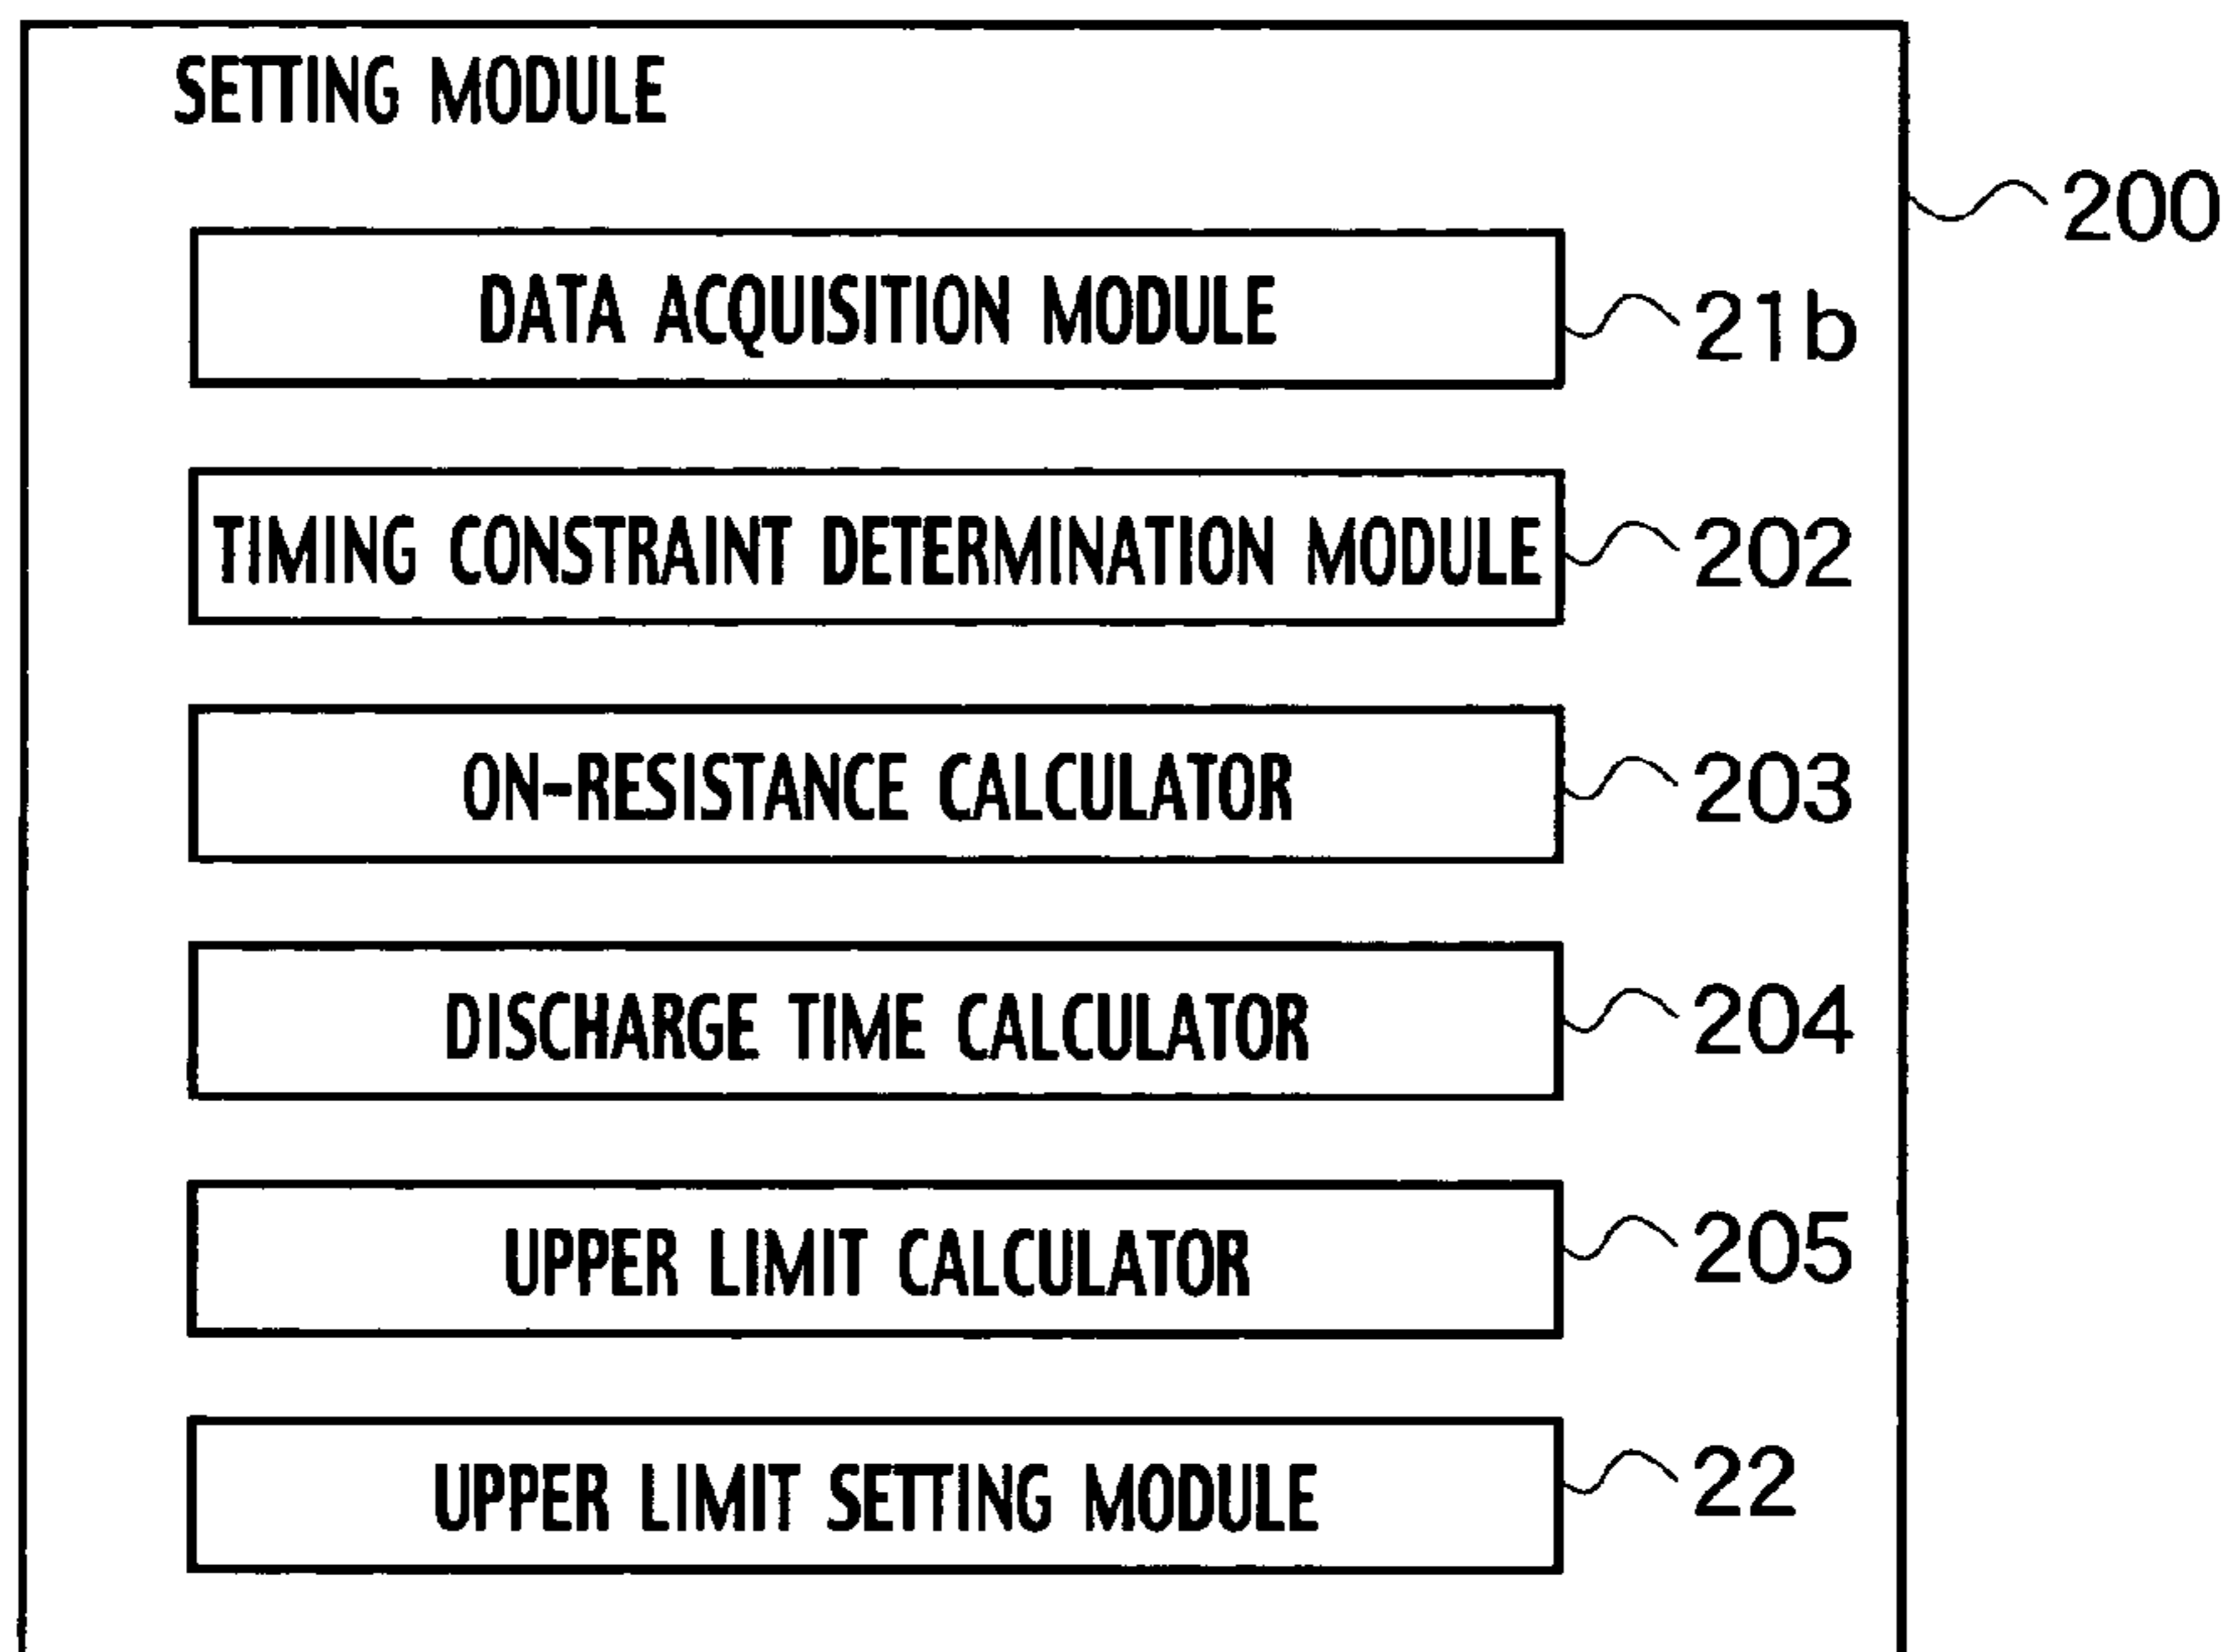 SETTING MODULE
200
DATA ACQUISITION MODULE 21b
TIMING CONSTRAINT DETERMINATION MODULE 202
ON-RESISTANCE CALCULATOR 203
DISCHARGE TIME CALCULATOR 204
UPPER LIMIT CALCULATOR 205
UPPER LIMIT SETTING MODULE 22